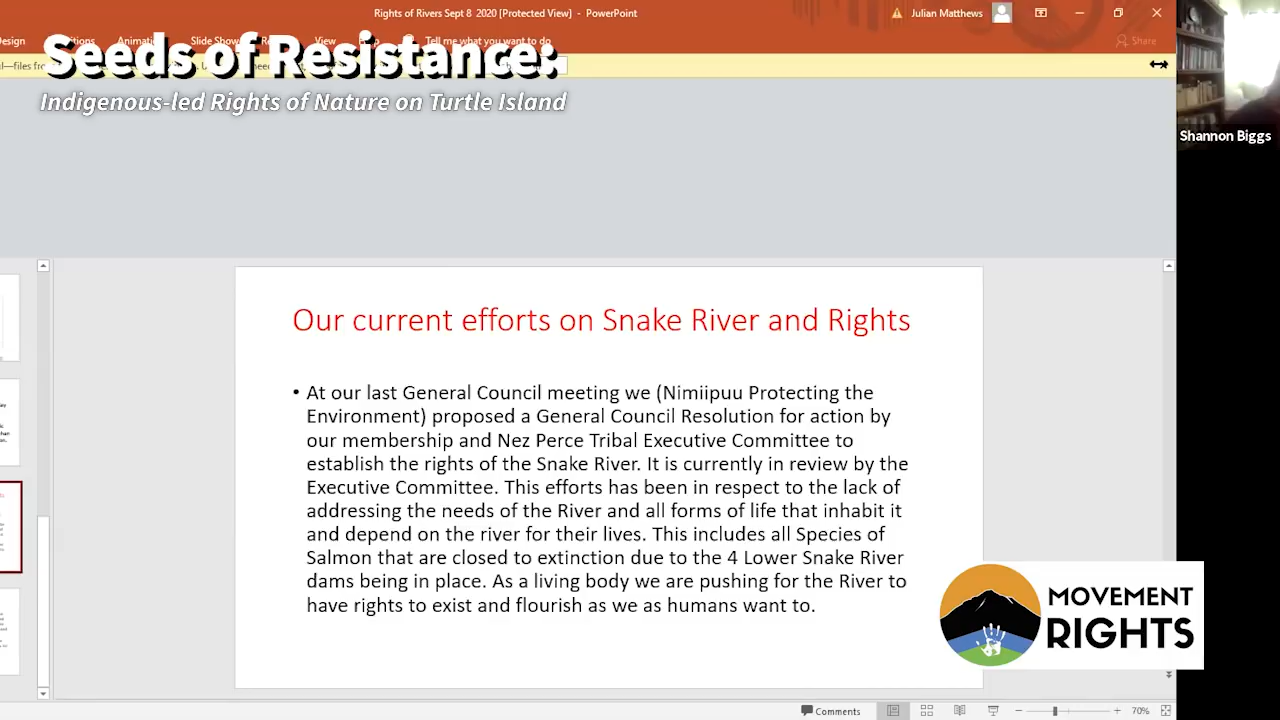 Rights of Rivers Sept 8 2020 [Protected View] - PowerPoint
Julian Matthews
Tell me what you want to do
Share
Seeds of Resistance:
Indigenous-led Rights of Nature on Turtle Island
Shannon Biggs
Our current efforts on Snake River and Rights
• At our last General Council meeting we (Nimiipuu Protecting the
Environment) proposed a General Council Resolution for action by
our membership and Nez Perce Tribal Executive Committee to
establish the rights of the Snake River. It is currently in review by the
Executive Committee. This efforts has been in respect to the lack of
addressing the needs of the River and all forms of life that inhabit it
and depend on the river for their lives. This includes all Species of
Salmon that are closed to extinction due to the 4 Lower Snake River
dams being in place. As a living body we are pushing for the River to
have rights to exist and flourish as we as humans want to.
MOVEMENT
RIGHTS
Comments
70%